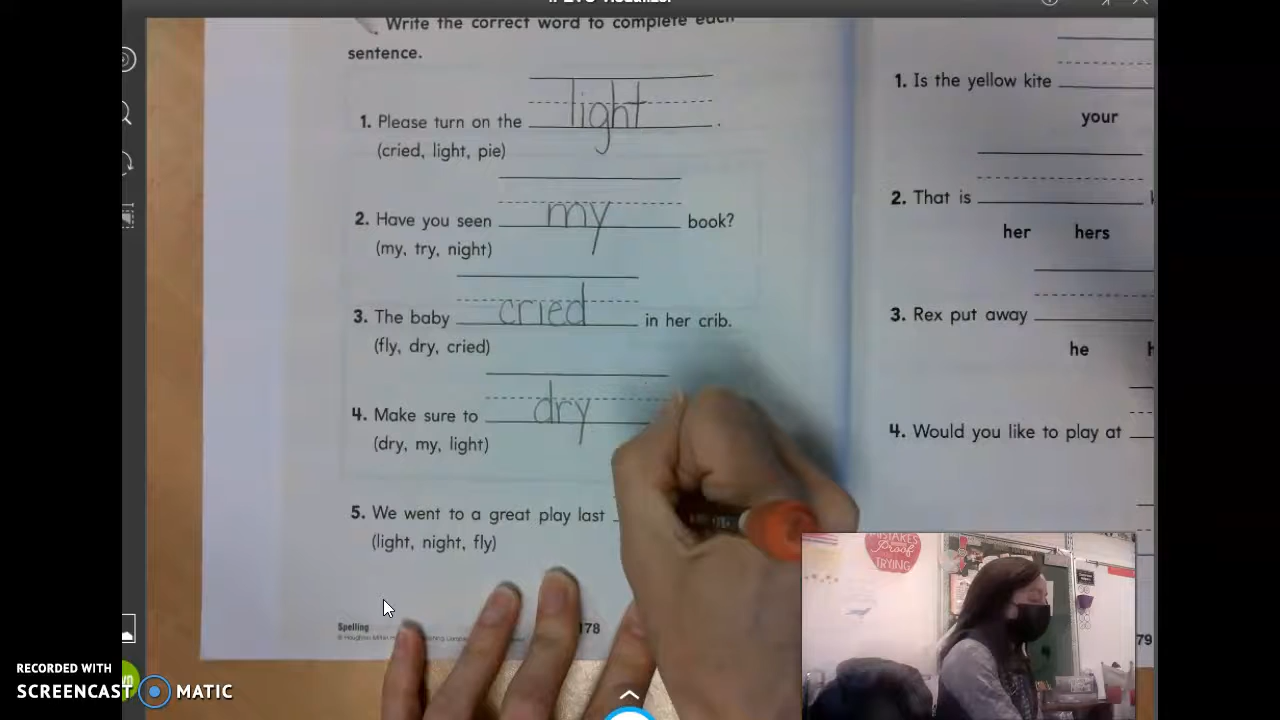 Write the correct word to complete each
sentence.
1. Please turn on the light .
(cried, light, pie)
2. Have you seen my book?
(my, try, night)
3. The baby cried in her crib.
(fly, dry, cried)
4. Make sure to dry
(dry, my, light)
5. We went to a great play last
(light, night, fly)
Spelling
178
1. Is the yellow kite
your
2. That is
her hers
3. Rex put away
he
4. Would you like to play at
79
MISTAKES
Proof
TRYING
RECORDED WITH
SCREENCAST MATIC